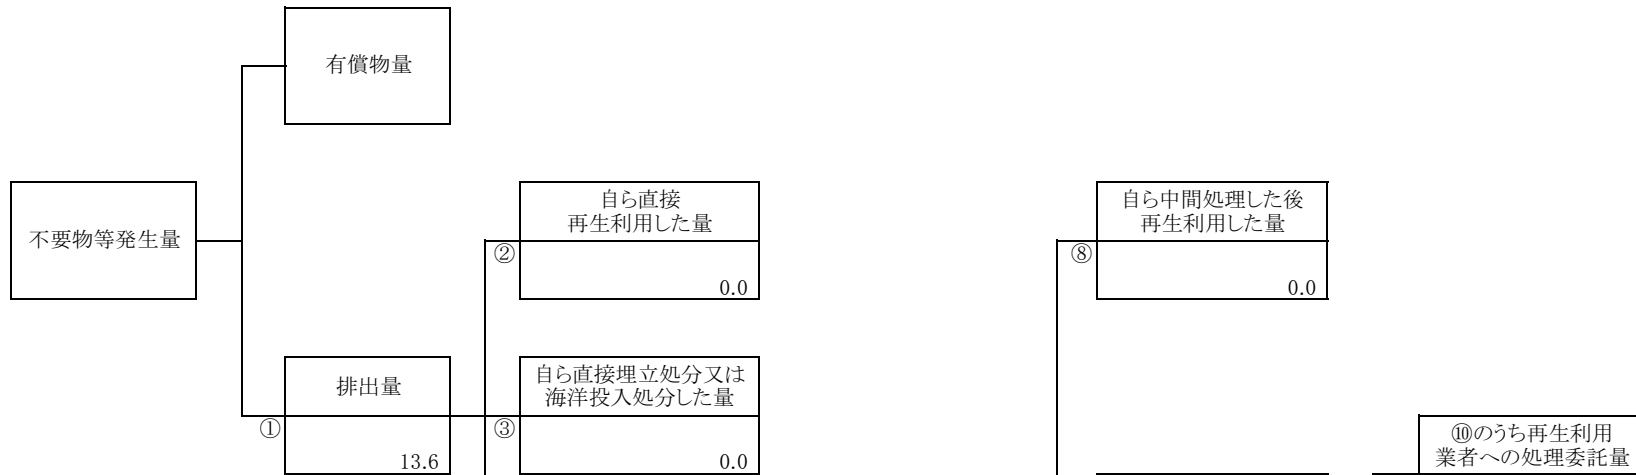 有償物量
不要物等発生量
自ら直接
再生利用した量
②
0.0
自ら中間処理した後
再生利用した量
⑧
0.0
排出量
①
13.6
自ら直接埋立処分又は
海洋投入処分した量
③
0.0
⑩のうち再生利用
業者への処理委託量